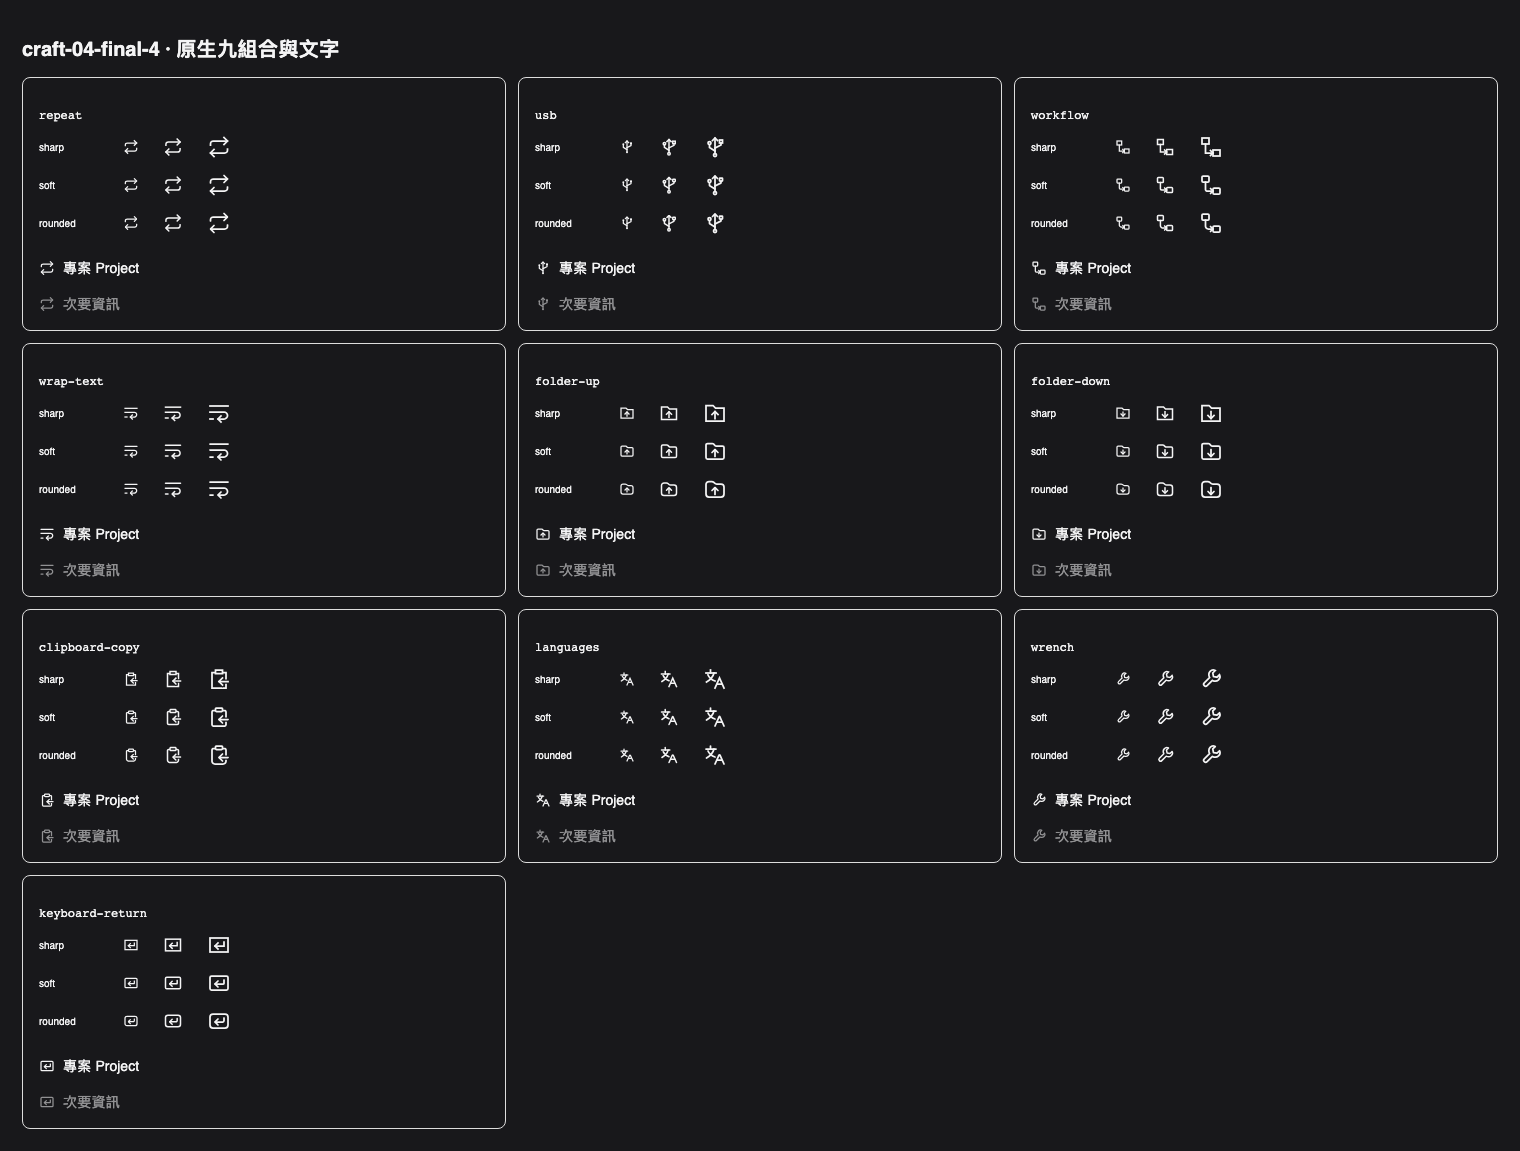 craft-04-final-4 · 原生九組合與文字
repeat
sharp
soft
rounded
專案 Project
次要資訊
usb
sharp
soft
rounded
專案 Project
次要資訊
workflow
sharp
soft
rounded
專案 Project
次要資訊
wrap-text
sharp
soft
rounded
專案 Project
次要資訊
folder-up
sharp
soft
rounded
專案 Project
次要資訊
folder-down
sharp
soft
rounded
專案 Project
次要資訊
clipboard-copy
sharp
soft
rounded
專案 Project
次要資訊
languages
sharp
soft
rounded
專案 Project
次要資訊
wrench
sharp
soft
rounded
專案 Project
次要資訊
keyboard-return
sharp
soft
rounded
專案 Project
次要資訊